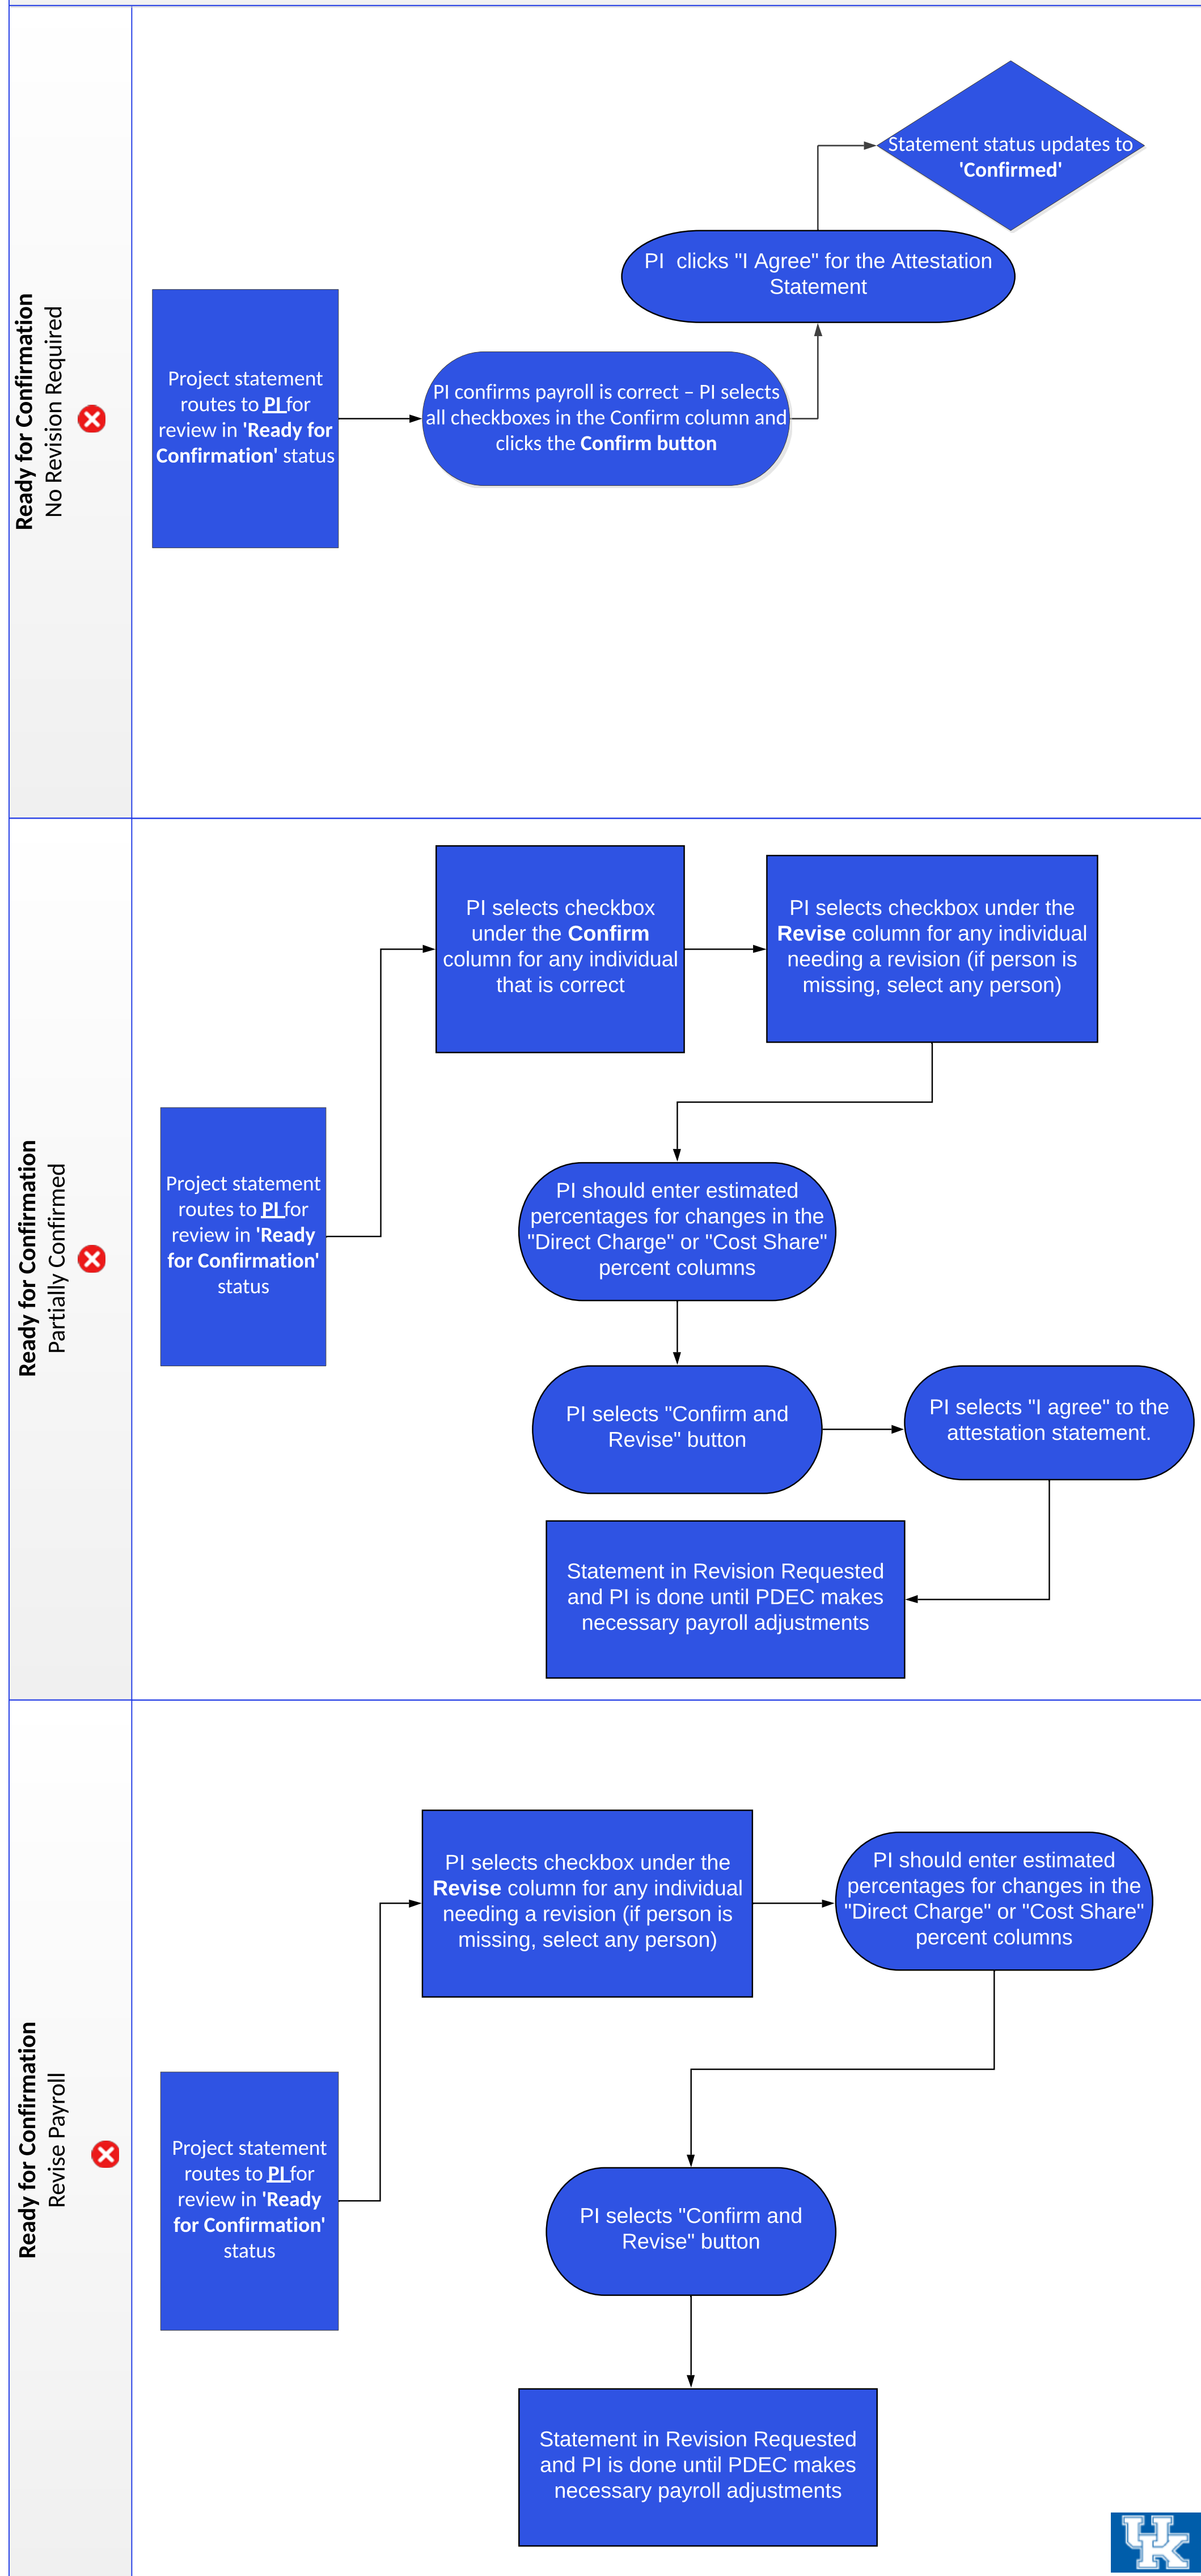 Ready for Confirmation
No Revision Required
Statement status updates to
'Confirmed'
PI  clicks "I Agree" for the Attestation
Statement
Project statement
routes to PI for
review in 'Ready for
Confirmation' status
PI confirms payroll is correct – PI selects
all checkboxes in the Confirm column and
clicks the Confirm button
Ready for Confirmation
Partially Confirmed
PI selects checkbox
under the Confirm
column for any individual
that is correct
PI selects checkbox under the
Revise column for any individual
needing a revision (if person is
missing, select any person)
Project statement
routes to PI for
review in 'Ready
for Confirmation'
status
PI should enter estimated
percentages for changes in the
"Direct Charge" or "Cost Share"
percent columns
PI selects "Confirm and
Revise" button
PI selects "I agree" to the
attestation statement.
Statement in Revision Requested
and PI is done until PDEC makes
necessary payroll adjustments
Ready for Confirmation
Revise Payroll
PI selects checkbox under the
Revise column for any individual
needing a revision (if person is
missing, select any person)
PI should enter estimated
percentages for changes in the
"Direct Charge" or "Cost Share"
percent columns
Project statement
routes to PI for
review in 'Ready
for Confirmation'
status
PI selects "Confirm and
Revise" button
Statement in Revision Requested
and PI is done until PDEC makes
necessary payroll adjustments
UK